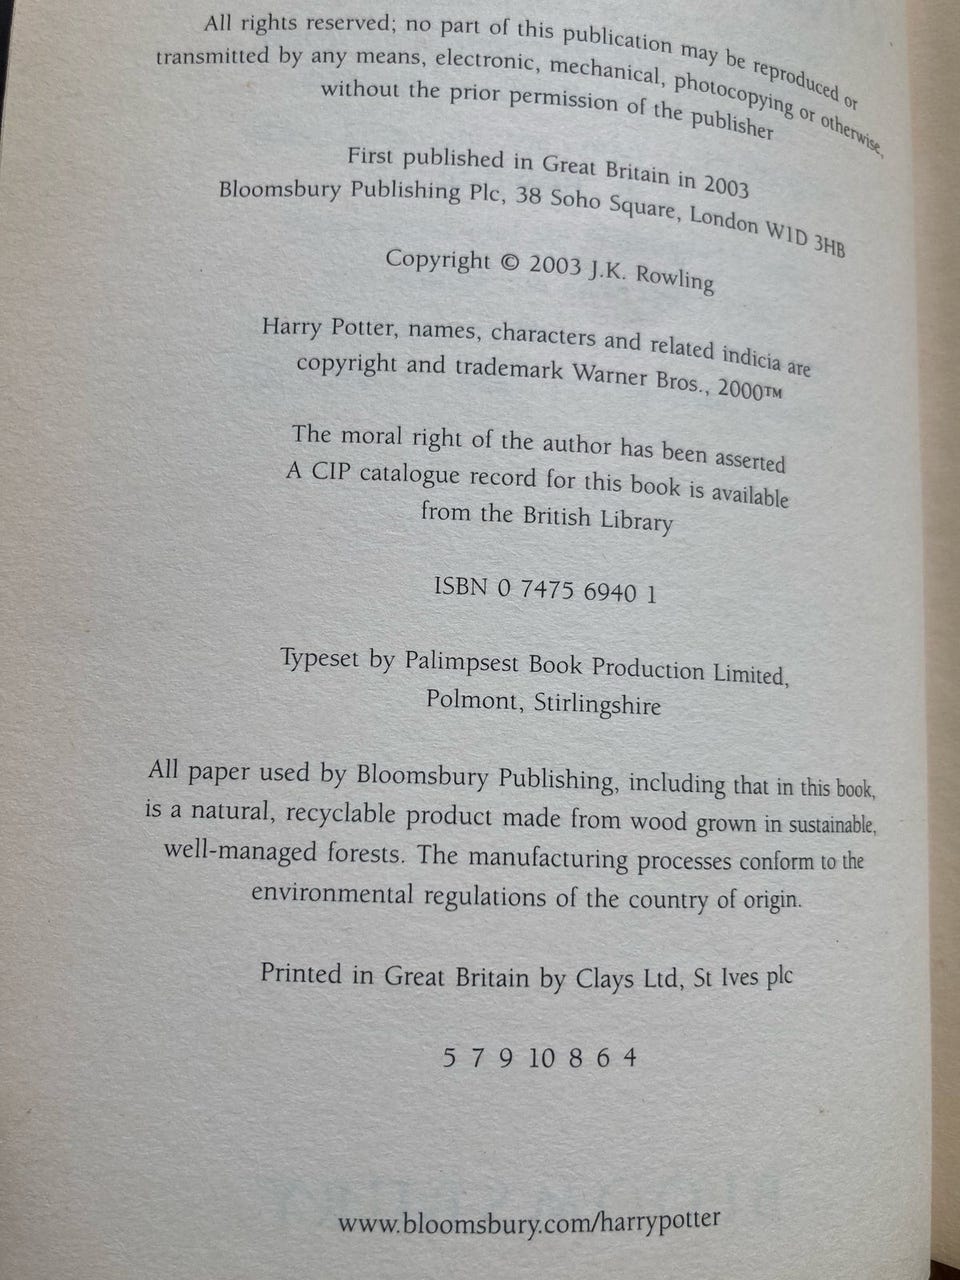 All rights reserved; no part of this publication may be reproduced or
transmitted by any means, electronic, mechanical, photocopying or otherwise,
without the prior permission of the publisher
First published in Great Britain in 2003
Bloomsbury Publishing Plc, 38 Soho Square, London W1D 3HB
Copyright © 2003 J.K. Rowling
Harry Potter, names, characters and related indicia are
copyright and trademark Warner Bros., 2000™
The moral right of the author has been asserted
A CIP catalogue record for this book is available
from the British Library
ISBN 0 7475 6940 1
Typeset by Palimpsest Book Production Limited,
Polmont, Stirlingshire
All paper used by Bloomsbury Publishing, including that in this book,
is a natural, recyclable product made from wood grown in sustainable,
well-managed forests. The manufacturing processes conform to the
environmental regulations of the country of origin.
Printed in Great Britain by Clays Ltd, St Ives plc
5 7 9 10 8 6 4
www.bloomsbury.com/harrypotter